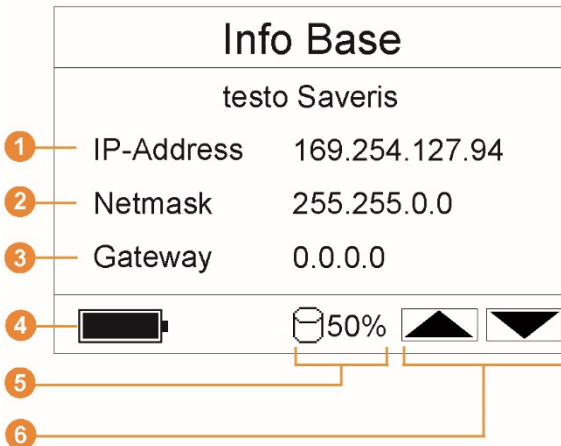 Info Base
testo Saveris
1 IP-Address 169.254.127.94
2 Netmask 255.255.0.0
3 Gateway 0.0.0.0
4 50%
5
6